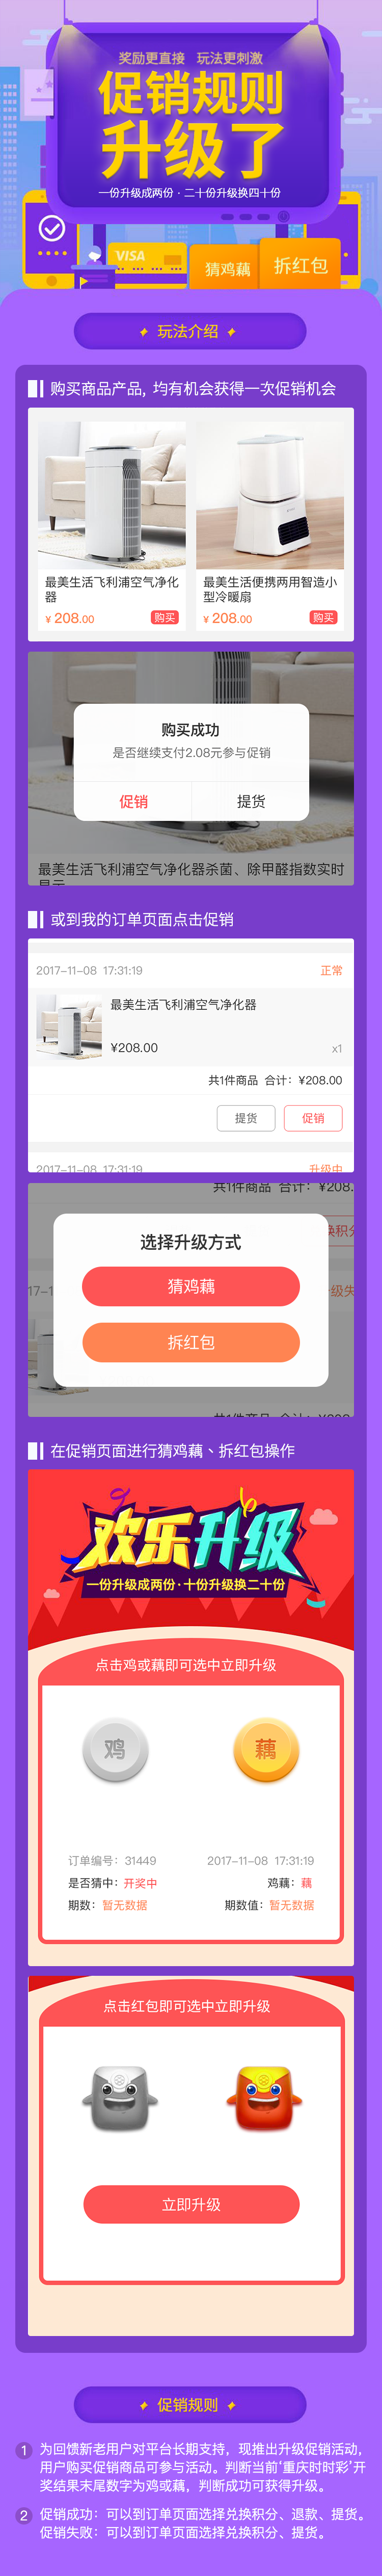 奖励更直接 玩法更刺激
促销规则
升级了
一份升级成两份·二十份升级换四十份
VISA
猜鸡藕
拆红包
玩法介绍
购买商品产品，均有机会获得一次促销机会
最美生活飞利浦空气净化器
¥ 208.00 购买
最美生活便携两用智造小型冷暖扇
¥ 208.00 购买
购买成功
是否继续支付2.08元参与促销
促销 提货
最美生活飞利浦空气净化器杀菌、除甲醛指数实时
显示
或到我的订单页面点击促销
2017-11-08 17:31:19 正常
最美生活飞利浦空气净化器
¥208.00 x1
共1件商品 合计：¥208.00
提货 促销
2017-11-08 17:31:19 升级中
共1件商品 合计：¥208.
换积分
选择升级方式
猜鸡藕
17-1 级失
拆红包
在促销页面进行猜鸡藕、拆红包操作
欢乐升级
一份升级成两份·十份升级换二十份
点击鸡或藕即可选中立即升级
鸡 藕
订单编号：31449 2017-11-08 17:31:19
是否猜中：开奖中 鸡藕：藕
期数：暂无数据 期数值：暂无数据
点击红包即可选中立即升级
立即升级
促销规则
1 为回馈新老用户对平台长期支持，现推出升级促销活动，
用户购买促销商品可参与活动。判断当前‘重庆时时彩’开
奖结果末尾数字为鸡或藕，判断成功可获得升级。
2 促销成功：可以到订单页面选择兑换积分、退款、提货。
促销失败：可以到订单页面选择兑换积分、提货。